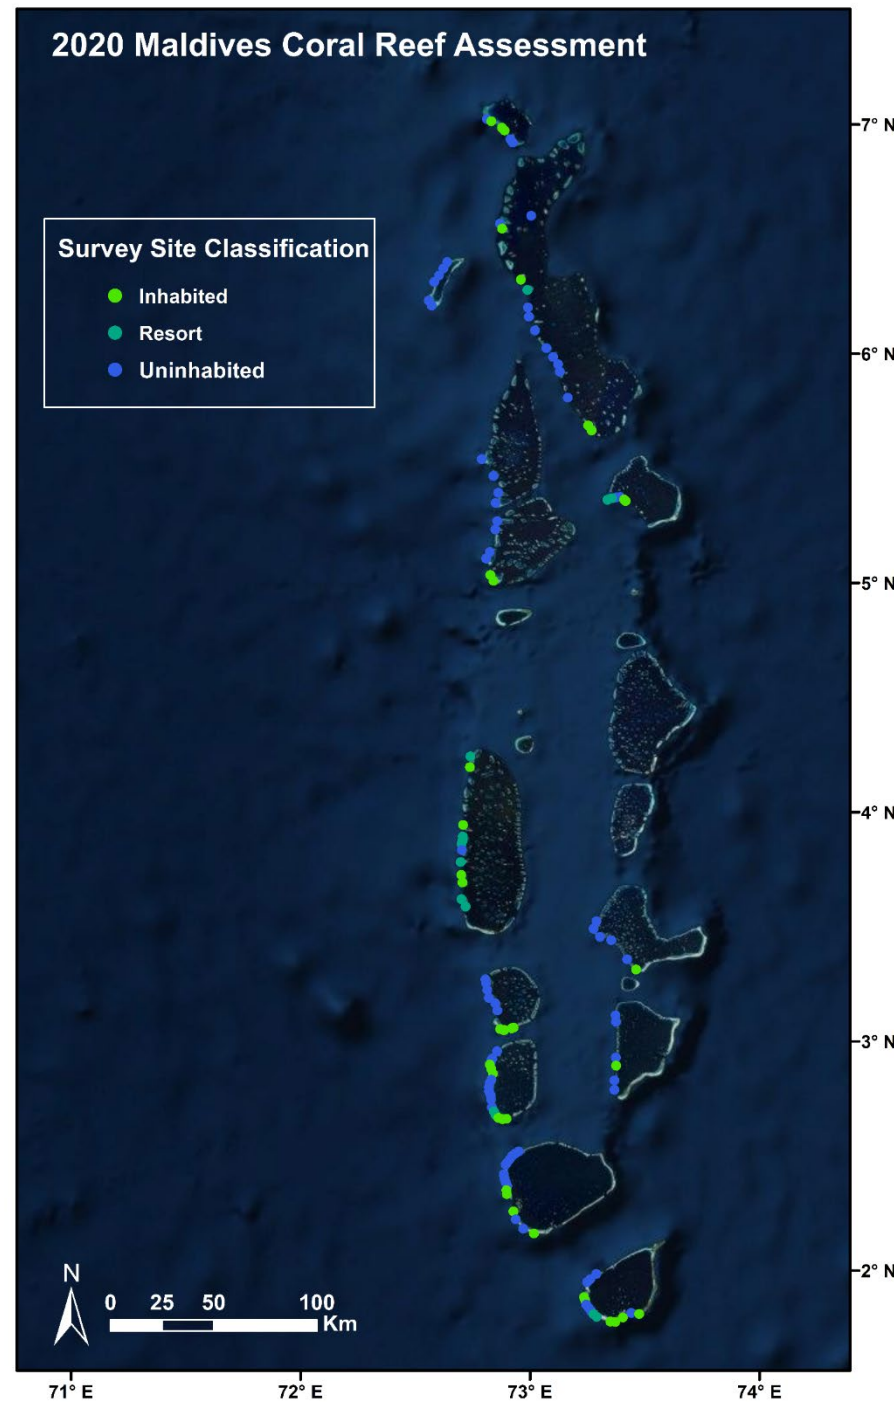 2020 Maldives Coral Reef Assessment
7° N
Survey Site Classification
Inhabited
Resort
Uninhabited
6° N
5° N
4° N
3° N
2° N
N
0 25 50 100
Km
71° E 72° E 73° E 74° E